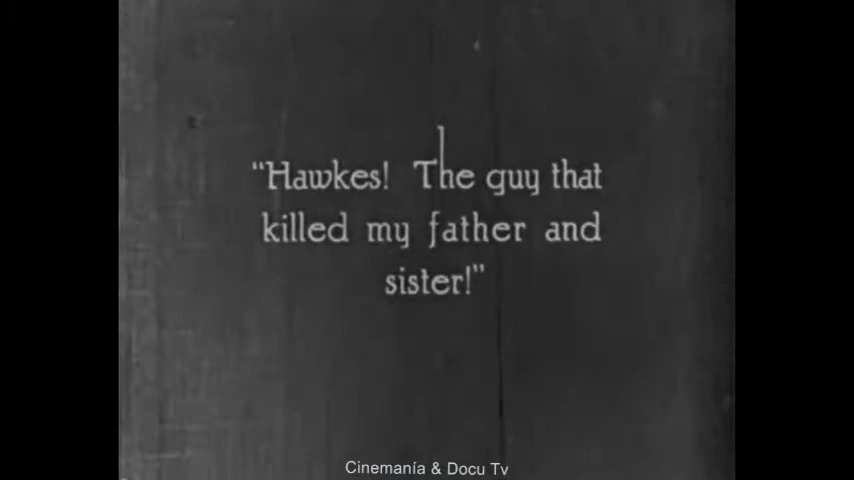 “Hawkes! The guy that
killed my father and
sister!”
Cinemanía & Docu Tv